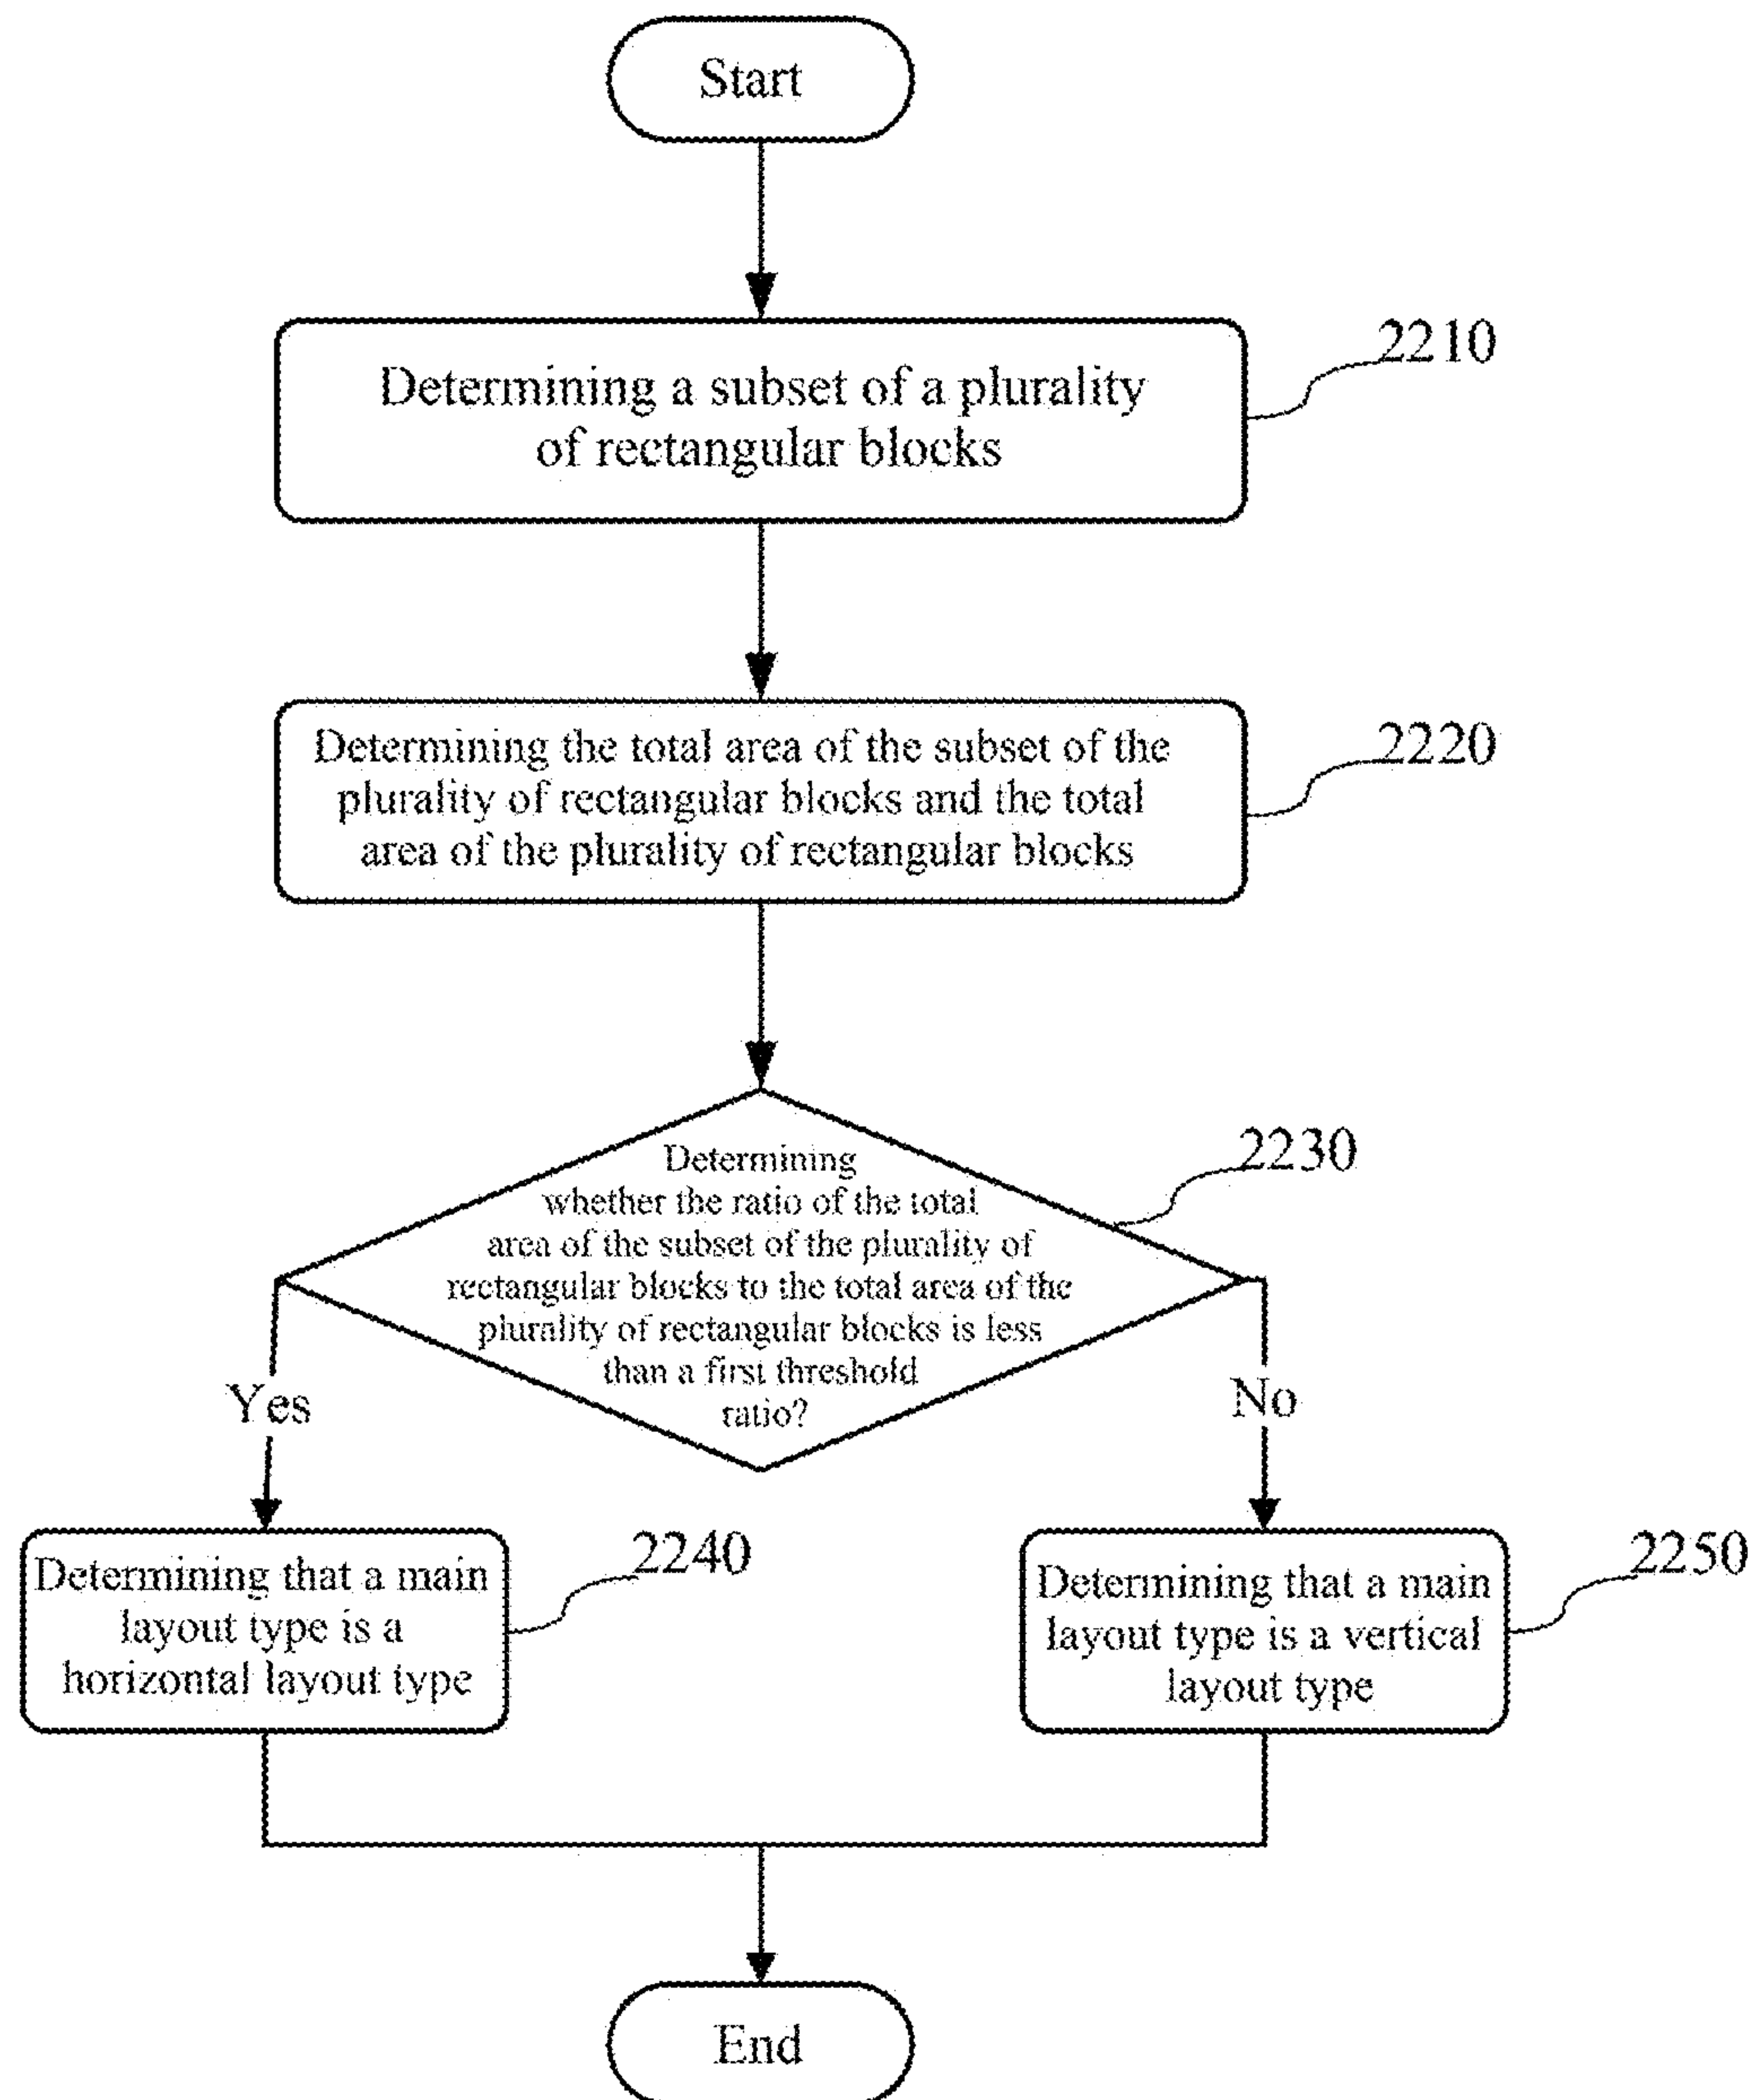 Start
Determining a subset of a plurality
of rectangular blocks
2210
Determining the total area of the subset of the
plurality of rectangular blocks and the total
area of the plurality of rectangular blocks
2220
Determining
whether the ratio of the total
area of the subset of the plurality of
rectangular blocks to the total area of the
plurality of rectangular blocks is less
than a first threshold
ratio?
2230
Yes
No
Determining that a main
layout type is a
horizontal layout type
2240
Determining that a main
layout type is a vertical
layout type
2250
End